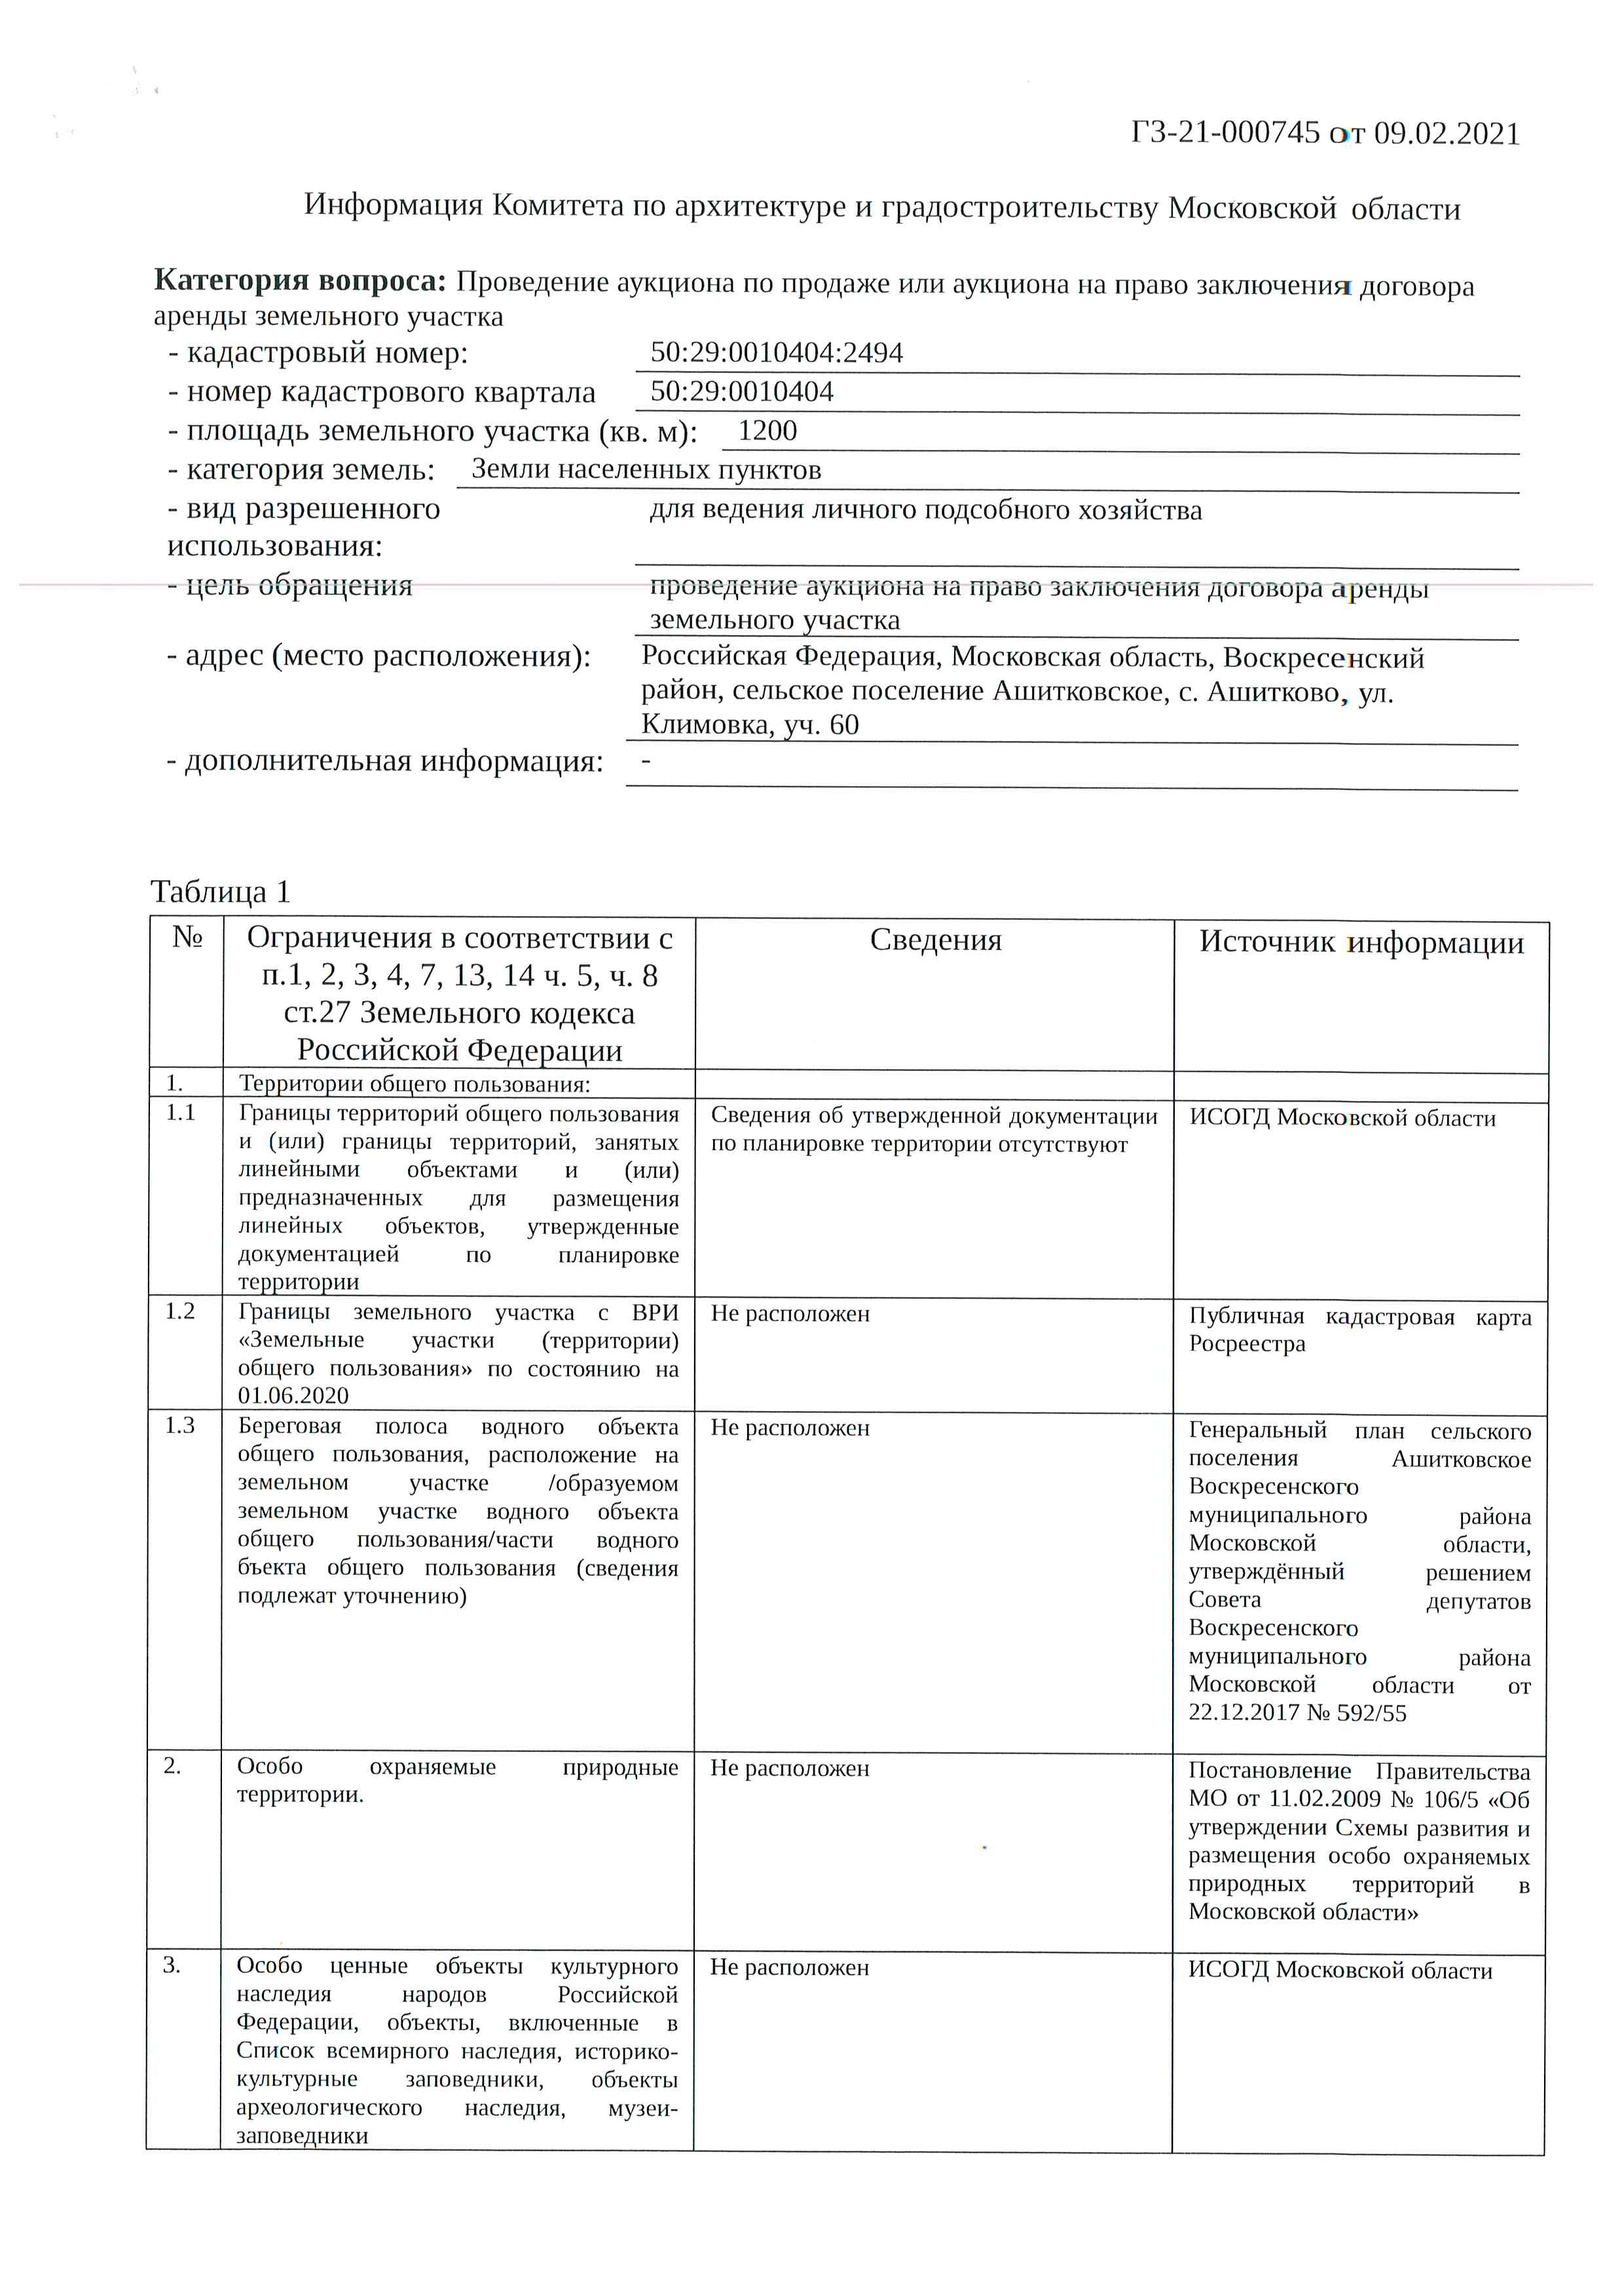 ГЗ-21-000745 от 09.02.2021
Информация Комитета по архитектуре и градостроительству Московской области
Категория вопроса: Проведение аукциона по продаже или аукциона на право заключения договора
аренды земельного участка
- кадастровый номер: 50:29:0010404:2494
- номер кадастрового квартала 50:29:0010404
- площадь земельного участка (кв. м): 1200
- категория земель: Земли населенных пунктов
- вид разрешенного для ведения личного подсобного хозяйства
использования:
- цель обращения проведение аукциона на право заключения договора аренды
земельного участка
- адрес (место расположения): Российская Федерация, Московская область, Воскресенский
район, сельское поселение Ашитковское, с. Ашитково, ул.
Климовка, уч. 60
- дополнительная информация: -
Таблица 1
№
Ограничения в соответствии с
п.1, 2, 3, 4, 7, 13, 14 ч. 5, ч. 8
ст.27 Земельного кодекса
Российской Федерации
Сведения
Источник информации
1.
Территории общего пользования:
1.1
Границы территорий общего пользования
и (или) границы территорий, занятых
линейными объектами и (или)
предназначенных для размещения
линейных объектов, утвержденные
документацией по планировке
территории
Сведения об утвержденной документации
по планировке территории отсутствуют
ИСОГД Московской области
1.2
Границы земельного участка с ВРИ
«Земельные участки (территории)
общего пользования» по состоянию на
01.06.2020
Не расположен
Публичная кадастровая карта
Росреестра
1.3
Береговая полоса водного объекта
общего пользования, расположение на
земельном участке /образуемом
земельном участке водного объекта
общего пользования/части водного
бъекта общего пользования (сведения
подлежат уточнению)
Не расположен
Генеральный план сельского
поселения Ашитковское
Воскресенского
муниципального района
Московской области,
утверждённый решением
Совета депутатов
Воскресенского
муниципального района
Московской области от
22.12.2017 № 592/55
2.
Особо охраняемые природные
территории.
Не расположен
Постановление Правительства
МО от 11.02.2009 № 106/5 «Об
утверждении Схемы развития и
размещения особо охраняемых
природных территорий в
Московской области»
3.
Особо ценные объекты культурного
наследия народов Российской
Федерации, объекты, включенные в
Список всемирного наследия, историко-
культурные заповедники, объекты
археологического наследия, музеи-
заповедники
Не расположен
ИСОГД Московской области